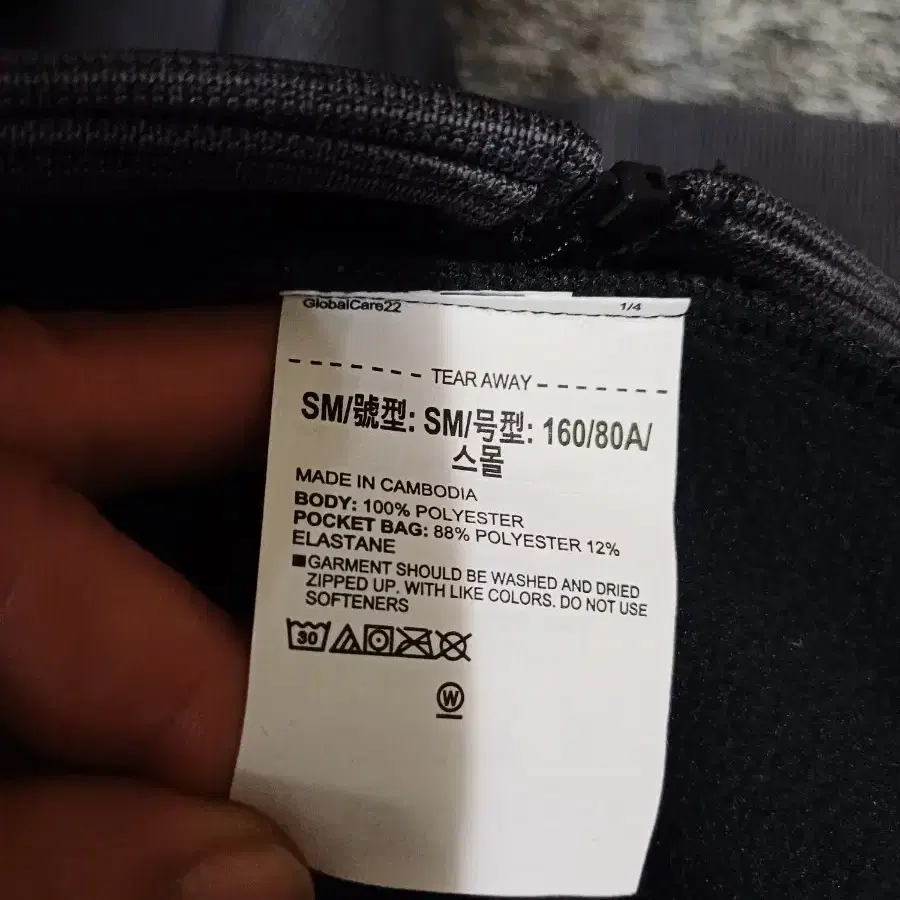 GlobalCare22 1/4
TEAR AWAY
SM/號型: SM/号型: 160/80A/
스몰
MADE IN CAMBODIA
BODY: 100% POLYESTER
POCKET BAG: 88% POLYESTER 12%
ELASTANE
GARMENT SHOULD BE WASHED AND DRIED
ZIPPED UP. WITH LIKE COLORS. DO NOT USE
SOFTENERS
30
W